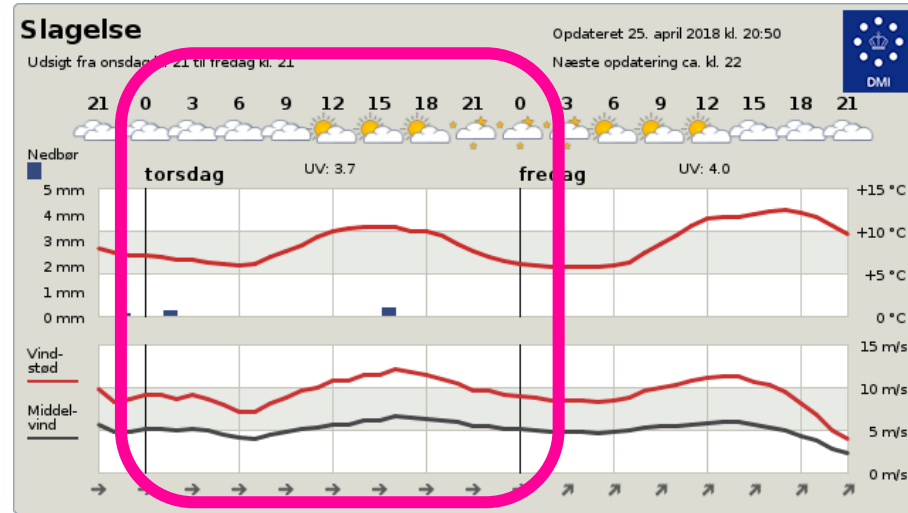 Slagelse
Opdateret 25. april 2018 kl. 20:50
Udsigt fra onsdag kl. 21 til fredag kl. 21
Næste opdatering ca. kl. 22
DMI
21 0 3 6 9 12 15 18 21 0 3 6 9 12 15 18 21
Nedbør
torsdag UV: 3.7 fredag UV: 4.0
5 mm +15 °C
4 mm
3 mm +10 °C
2 mm
+5 °C
1 mm
0 mm 0 °C
Vind-
stød
15 m/s
10 m/s
Middel-
vind
5 m/s
0 m/s